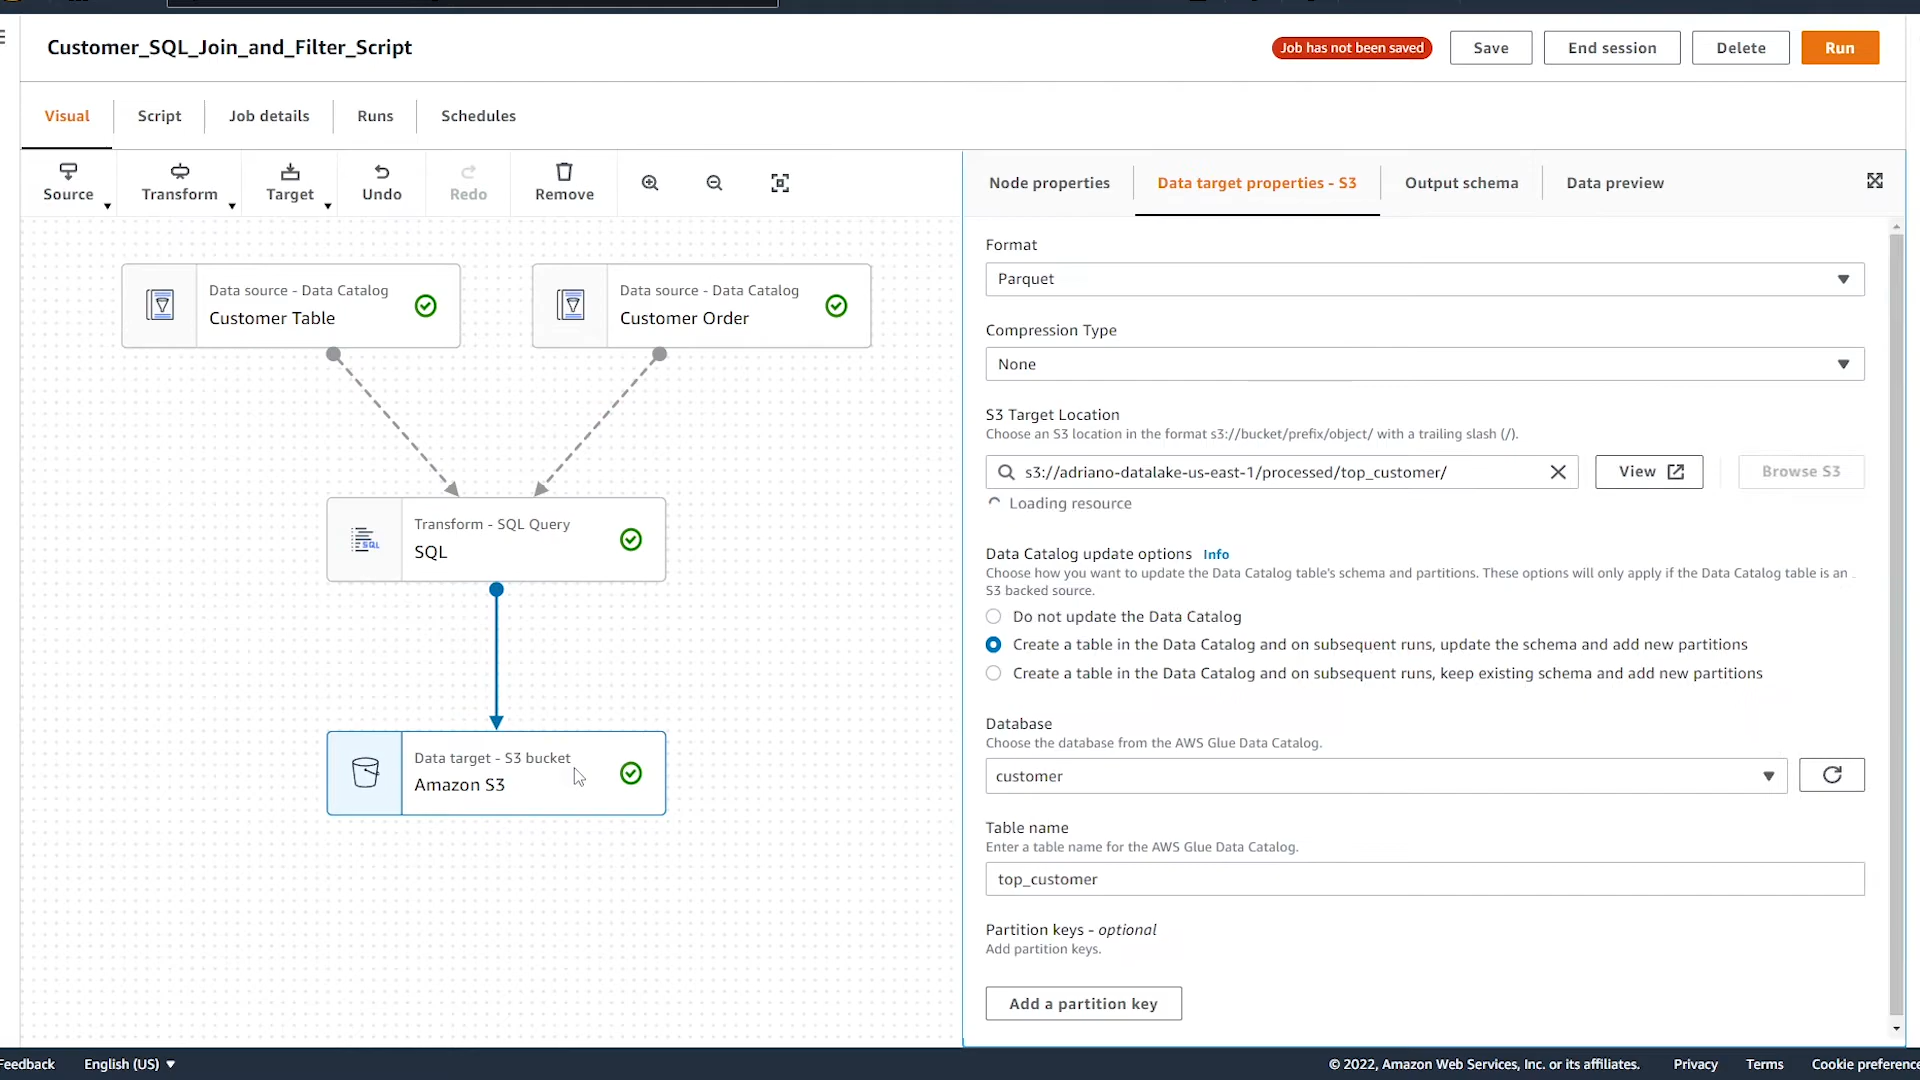 Customer_SQL_Join_and_Filter_Script
Job has not been saved
Save
End session
Delete
Run
Visual
Script
Job details
Runs
Schedules
Source
Transform
Target
Undo
Redo
Remove
Node properties
Data target properties - S3
Output schema
Data preview
Data source - Data Catalog
Customer Table
Data source - Data Catalog
Customer Order
Transform - SQL Query
SQL
SQL
Data target - S3 bucket
Amazon S3
Format
Parquet
Compression Type
None
S3 Target Location
Choose an S3 location in the format s3://bucket/prefix/object/ with a trailing slash (/).
s3://adriano-datalake-us-east-1/processed/top_customer/
View
Browse S3
Loading resource
Data Catalog update options Info
Choose how you want to update the Data Catalog table's schema and partitions. These options will only apply if the Data Catalog table is an
S3 backed source.
Do not update the Data Catalog
Create a table in the Data Catalog and on subsequent runs, update the schema and add new partitions
Create a table in the Data Catalog and on subsequent runs, keep existing schema and add new partitions
Database
Choose the database from the AWS Glue Data Catalog.
customer
Table name
Enter a table name for the AWS Glue Data Catalog.
top_customer
Partition keys - optional
Add partition keys.
Add a partition key
Feedback
English (US)
© 2022, Amazon Web Services, Inc. or its affiliates.
Privacy
Terms
Cookie preference